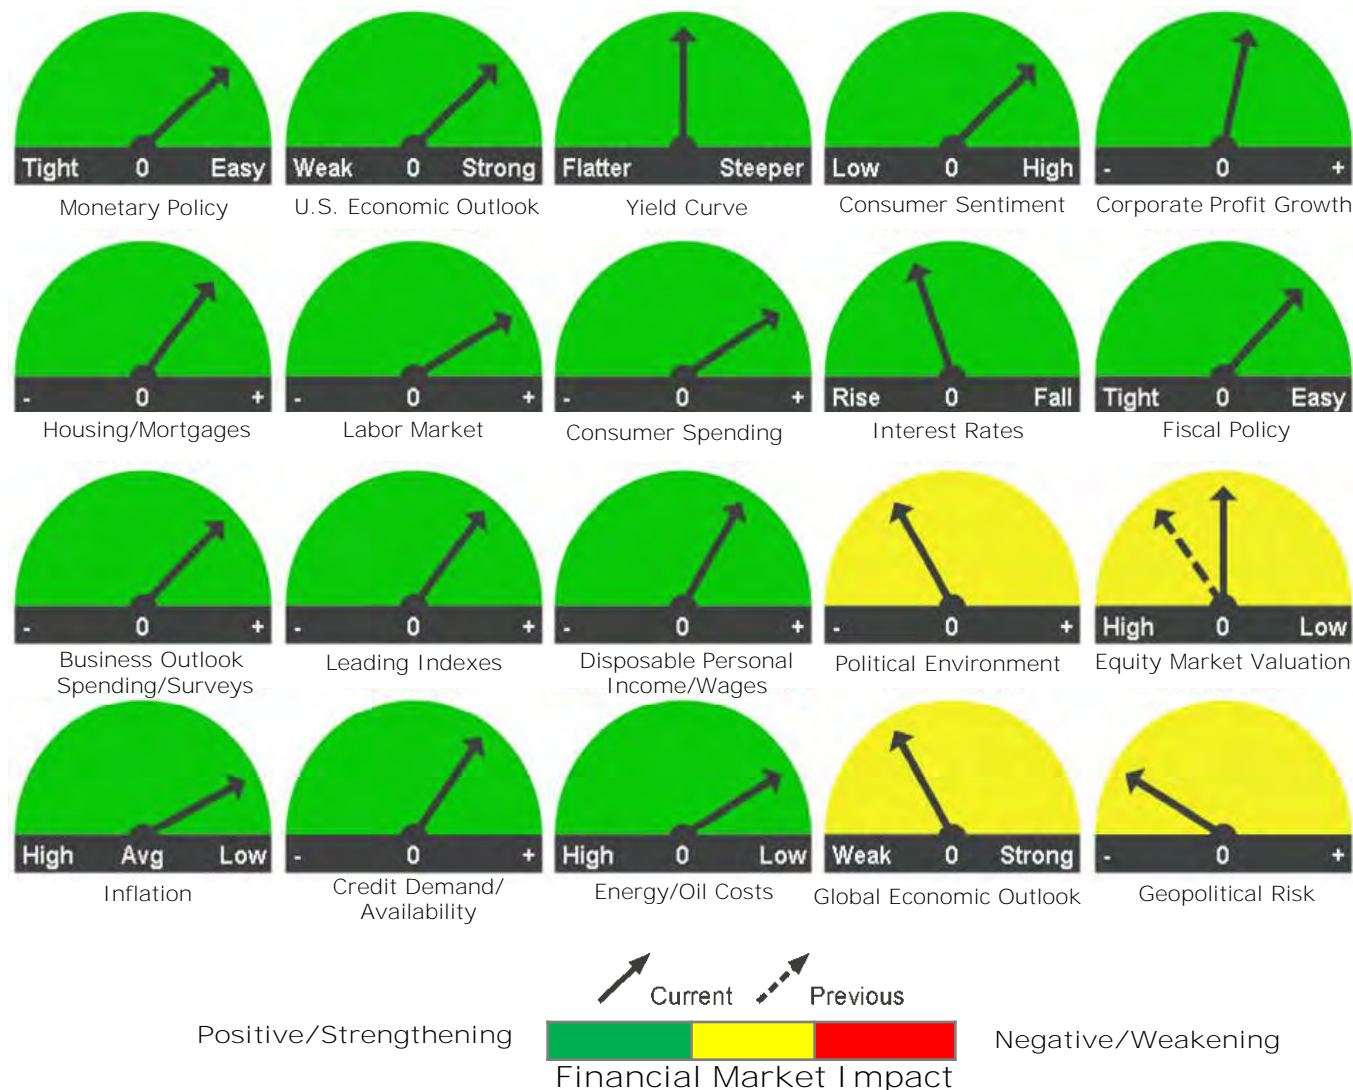 Tight 0 Easy
Weak 0 Strong
Flatter Steeper
Low 0 High
- 0 +
Monetary Policy
U.S. Economic Outlook
Yield Curve
Consumer Sentiment
Corporate Profit Growth
- 0 +
- 0 +
- 0 +
Rise 0 Fall
Tight 0 Easy
Housing/Mortgages
Labor Market
Consumer Spending
Interest Rates
Fiscal Policy
- 0 +
- 0 +
- 0 +
- 0 +
High 0 Low
Business Outlook
Spending/Surveys
Leading Indexes
Disposable Personal
Income/Wages
Political Environment
Equity Market Valuation
High Avg Low
- 0 +
High 0 Low
Weak 0 Strong
- 0 +
Inflation
Credit Demand/
Availability
Energy/Oil Costs
Global Economic Outlook
Geopolitical Risk
Current Previous
Positive/Strengthening
Negative/Weakening
Financial Market Impact